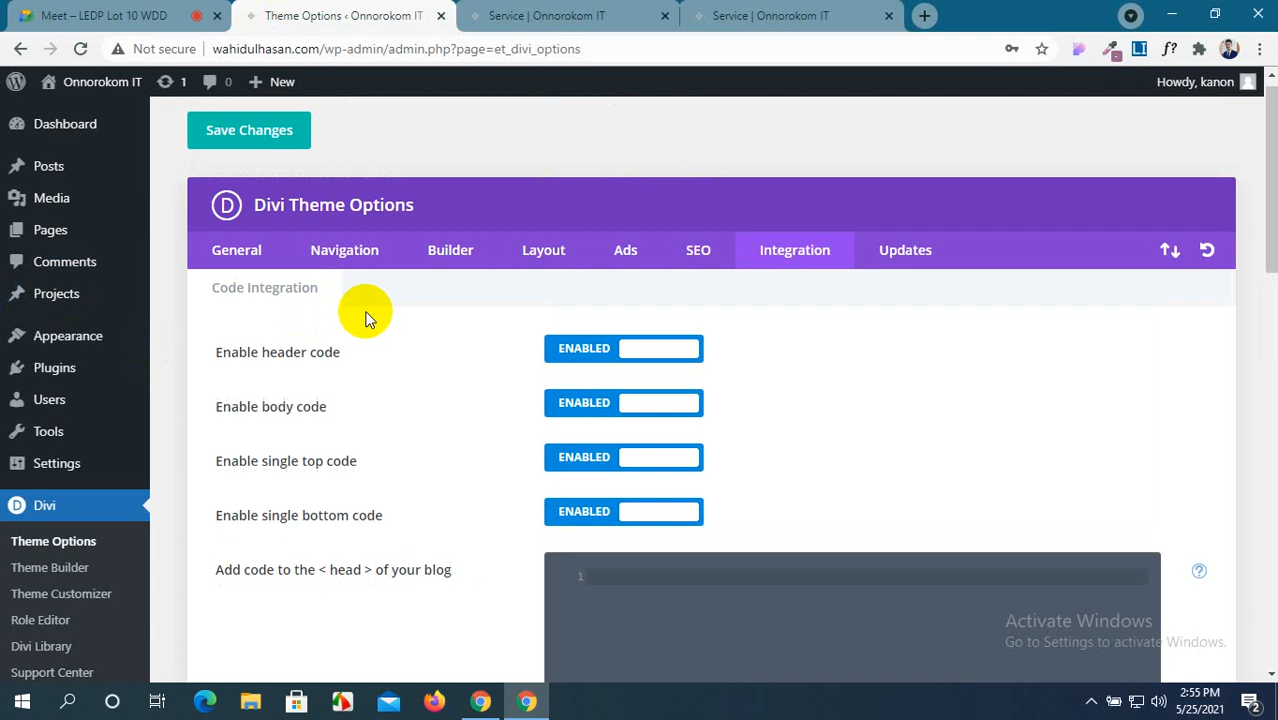 Meet – LEDP Lot 10 WDD
Theme Options ‹ Onnorokom IT
Service | Onnorokom IT
Service | Onnorokom IT
Not secure
wahidulhasan.com/wp-admin/admin.php?page=et_divi_options
Onnorokom IT
1
0
New
Howdy, kanon
Dashboard
Posts
Media
Pages
Comments
Projects
Appearance
Plugins
Users
Tools
Settings
Divi
Theme Options
Theme Builder
Theme Customizer
Role Editor
Divi Library
Support Center
Save Changes
D
Divi Theme Options
General
Navigation
Builder
Layout
Ads
SEO
Integration
Updates
Code Integration
Enable header code
ENABLED
Enable body code
ENABLED
Enable single top code
ENABLED
Enable single bottom code
ENABLED
Add code to the < head > of your blog
1
Activate Windows
Go to Settings to activate Windows.
2:55 PM
5/25/2021
2